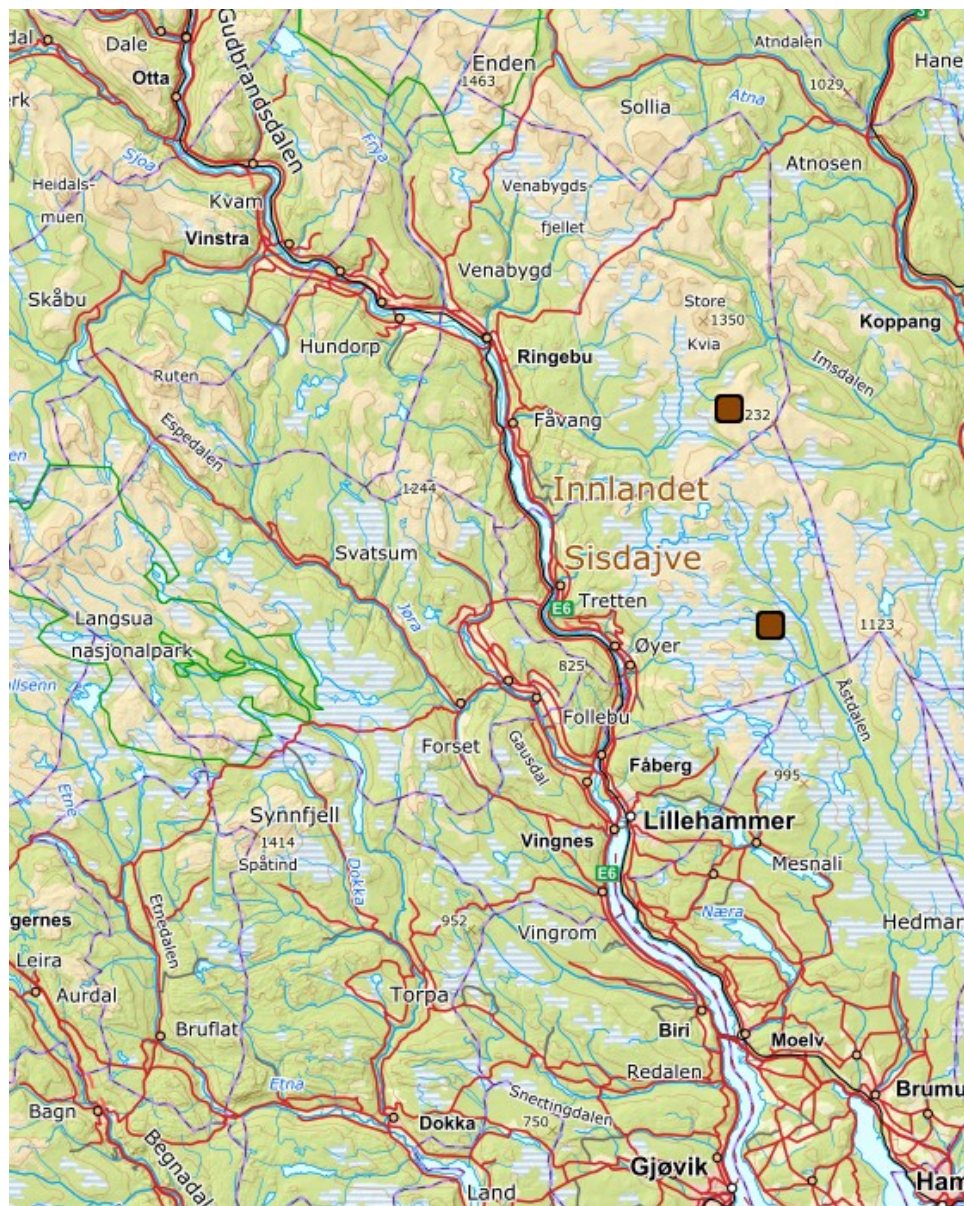 dal
Dale
Gudbrandsdalen
Enden
1463
Atndalen
Hane
Otta
1029
Sollia
Atna
erk
Sjoa
Frya
Atnosen
Heidals-
muen
Kvam
Venabygds-
fjellet
Vinstra
Venabygd
Skåbu
Store
1350
Kvia
Koppang
Hundorp
Ringebu
Imsdalen
Ruten
Espedalen
Fåvang
232
en
1244
Innlandet
Svatsum
Sisdajve
Jøra
E6
Tretten
Langsua
nasjonalpark
1123
Øyer
825
Åstdalen
Follebu
Forset
Gausdal
Fåberg
995
Etne
Synnfjell
1414
Spåtind
Lillehammer
Vingnes
Mesnali
Dokka
E6
gernes
Etnedalen
952
Næra
Vingrom
Hedmar
Leira
Aurdal
Torpa
Bruflat
Biri
Moelv
Etna
Redalen
Snertingdalen
Brumu
Bagn
Dokka
750
Begnadal
Gjøvik
Land
Ham